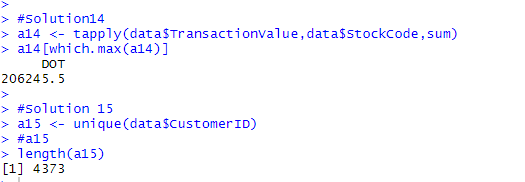 >
> #Solution14
> a14 <- tapply(data$TransactionValue,data$StockCode,sum)
> a14[which.max(a14)]
     DOT
206245.5
>
> #Solution 15
> a15 <- unique(data$CustomerID)
> #a15
> length(a15)
[1] 4373
>